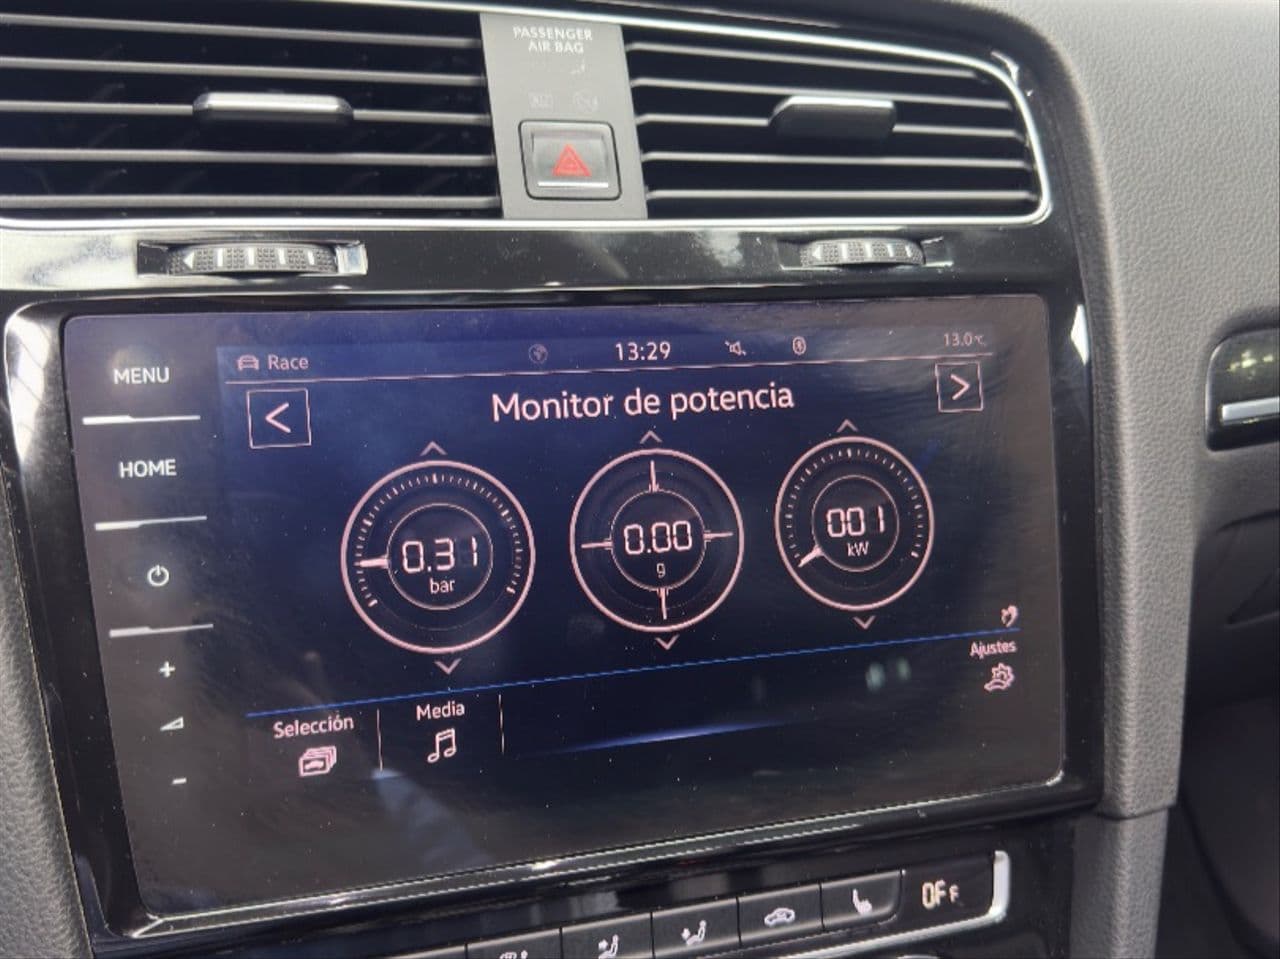 PASSENGER
AIR BAG
MENU
HOME
+
-
Race
13:29
13.0°C
<
Monitor de potencia
>
0.31
bar
0.00
g
001
kW
Selección
Media
Ajustes
OFF